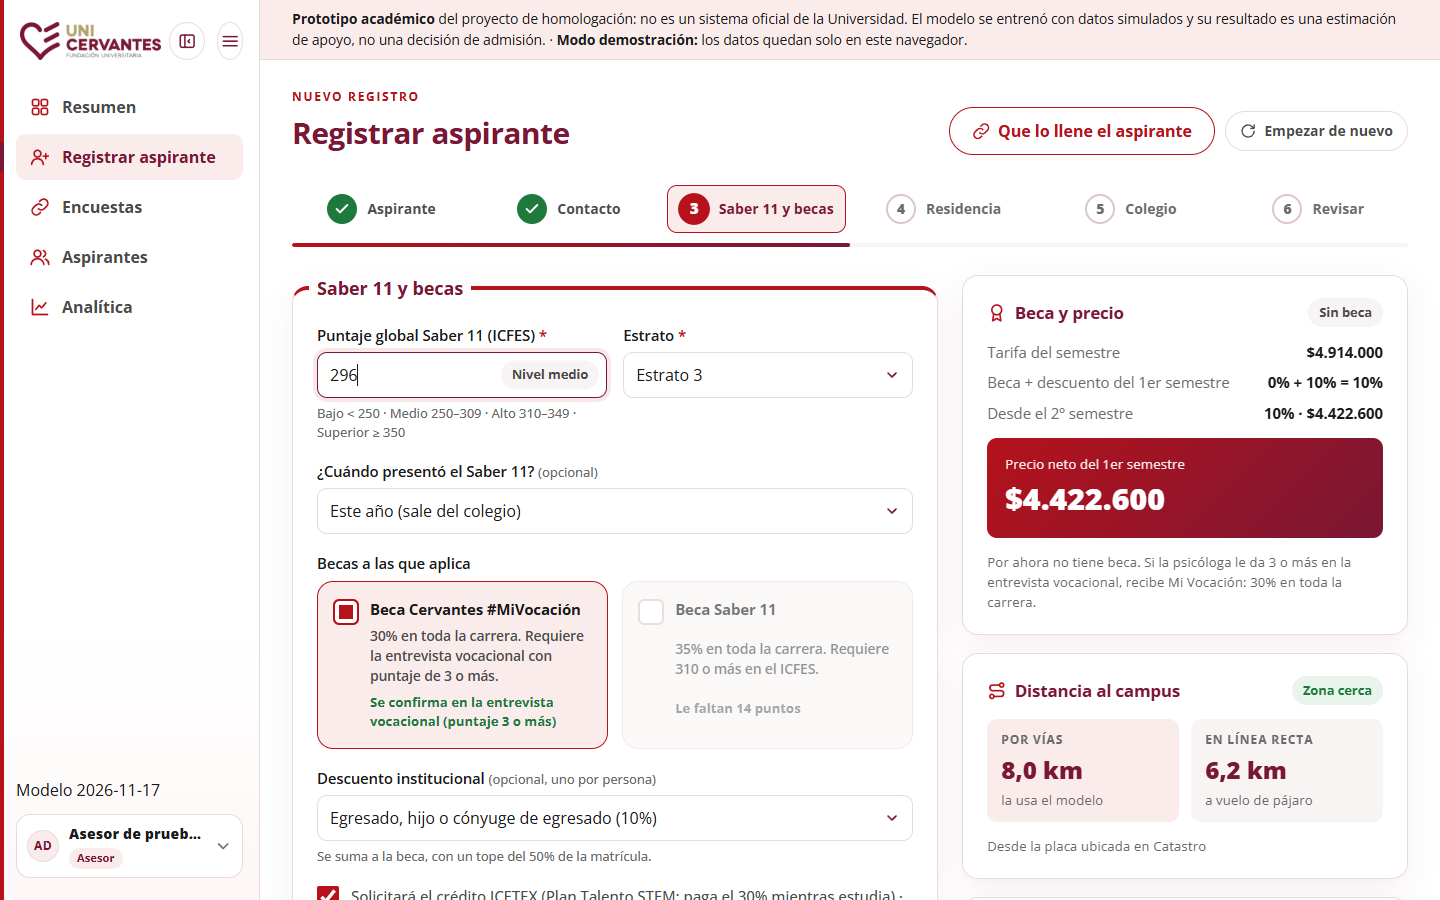 UNI
CERVANTES
FUNDACIÓN UNIVERSITARIA
Resumen
Registrar aspirante
Encuestas
Aspirantes
Analítica
Modelo 2026-11-17
AD
Asesor de prueb...
Asesor
Prototipo académico del proyecto de homologación: no es un sistema oficial de la Universidad. El modelo se entrenó con datos simulados y su resultado es una estimación
de apoyo, no una decisión de admisión. · Modo demostración: los datos quedan solo en este navegador.
NUEVO REGISTRO
Registrar aspirante
Que lo llene el aspirante
Empezar de nuevo
Aspirante
Contacto
3 Saber 11 y becas
4 Residencia
5 Colegio
6 Revisar
Saber 11 y becas
Puntaje global Saber 11 (ICFES) *
296
Nivel medio
Bajo < 250 · Medio 250–309 · Alto 310–349 ·
Superior ≥ 350
Estrato *
Estrato 3
¿Cuándo presentó el Saber 11? (opcional)
Este año (sale del colegio)
Becas a las que aplica
Beca Cervantes #MiVocación
30% en toda la carrera. Requiere
la entrevista vocacional con
puntaje de 3 o más.
Se confirma en la entrevista
vocacional (puntaje 3 o más)
Beca Saber 11
35% en toda la carrera. Requiere
310 o más en el ICFES.
Le faltan 14 puntos
Descuento institucional (opcional, uno por persona)
Egresado, hijo o cónyuge de egresado (10%)
Se suma a la beca, con un tope del 50% de la matrícula.
Solicitará el crédito ICETEX (Plan Talento STEM: paga el 30% mientras estudia) ·
Beca y precio
Sin beca
Tarifa del semestre $4.914.000
Beca + descuento del 1er semestre 0% + 10% = 10%
Desde el 2º semestre 10% · $4.422.600
Precio neto del 1er semestre
$4.422.600
Por ahora no tiene beca. Si la psicóloga le da 3 o más en la
entrevista vocacional, recibe Mi Vocación: 30% en toda la
carrera.
Distancia al campus
Zona cerca
POR VÍAS
8,0 km
la usa el modelo
EN LÍNEA RECTA
6,2 km
a vuelo de pájaro
Desde la placa ubicada en Catastro